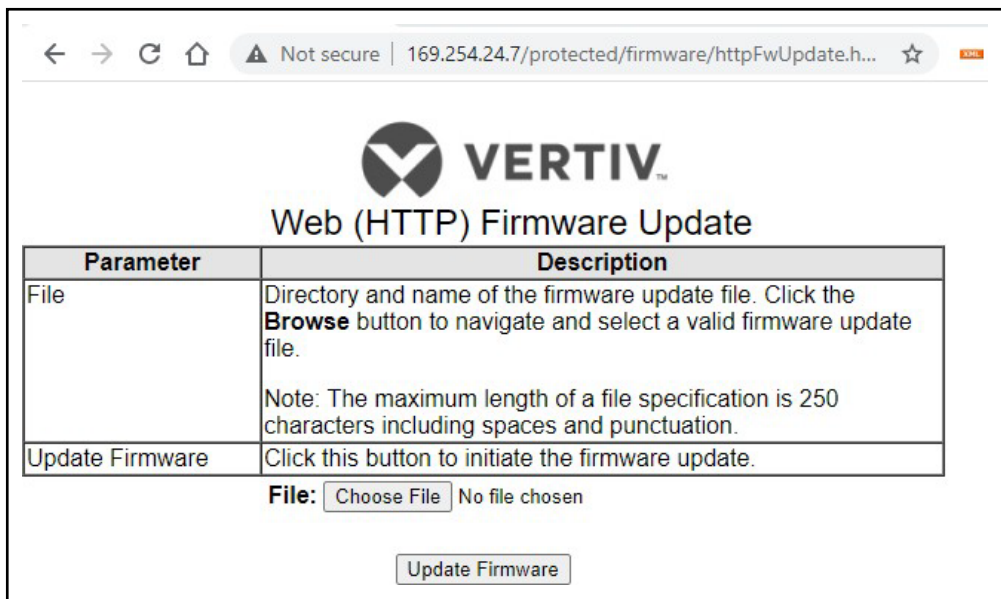 Not secure | 169.254.24.7/protected/firmware/httpFwUpdate.h...
XML
VERTIV™
Web (HTTP) Firmware Update
Parameter Description
File Directory and name of the firmware update file. Click the
Browse button to navigate and select a valid firmware update
file.
Note: The maximum length of a file specification is 250
characters including spaces and punctuation.
Update Firmware Click this button to initiate the firmware update.
File: Choose File No file chosen
Update Firmware